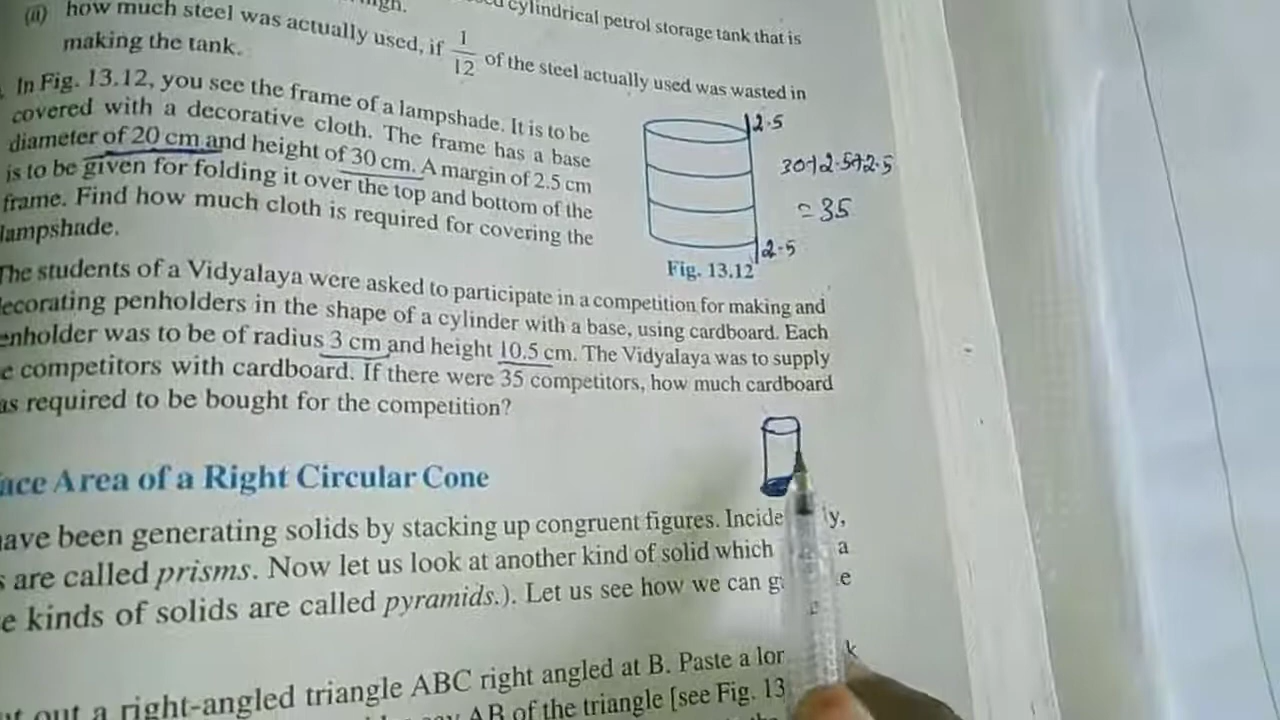 cylindrical petrol storage tank that is
(ii) how much steel was actually used, if 1/12 of the steel actually used was wasted in
making the tank.
In Fig. 13.12, you see the frame of a lampshade. It is to be
covered with a decorative cloth. The frame has a base
diameter of 20 cm and height of 30 cm. A margin of 2.5 cm
is to be given for folding it over the top and bottom of the
frame. Find how much cloth is required for covering the
lampshade.
2.5
30+2.5+2.5
= 35
2.5
Fig. 13.12
The students of a Vidyalaya were asked to participate in a competition for making and
decorating penholders in the shape of a cylinder with a base, using cardboard. Each
enholder was to be of radius 3 cm and height 10.5 cm. The Vidyalaya was to supply
e competitors with cardboard. If there were 35 competitors, how much cardboard
as required to be bought for the competition?
ace Area of a Right Circular Cone
have been generating solids by stacking up congruent figures. Incide ly,
s are called prisms. Now let us look at another kind of solid which a
e kinds of solids are called pyramids.). Let us see how we can g e
ut out a right-angled triangle ABC right angled at B. Paste a lor k
AB of the triangle [see Fig. 13